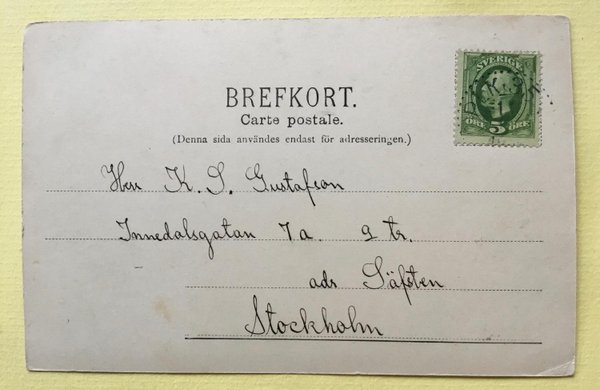 SVERIGE
5
ÖRE ÖRE
BREFKORT.
Carte postale.
(Denna sida användes endast för adresseringen.)
Herr K. S. Gustafson
Innedalsgatan 7a. 2 tr.
adr Säfsten
Stockholm